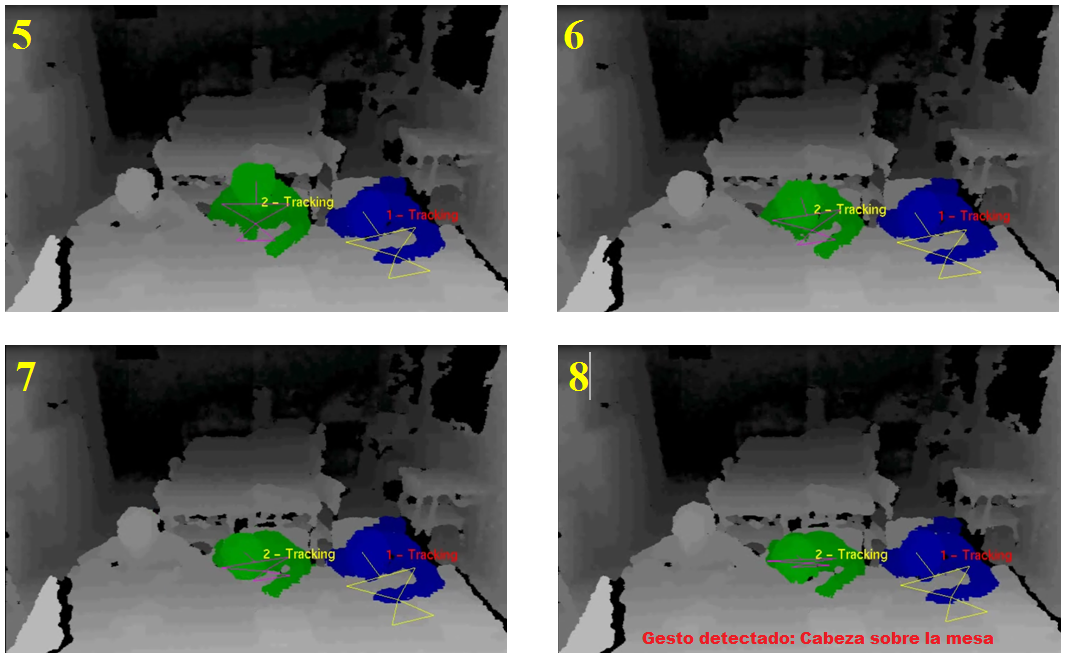 5
2 - Tracking
1 - Tracking
6
2 - Tracking
1 - Tracking
7
2 - Tracking
1 - Tracking
8
2 - Tracking
1 - Tracking
Gesto detectado: Cabeza sobre la mesa